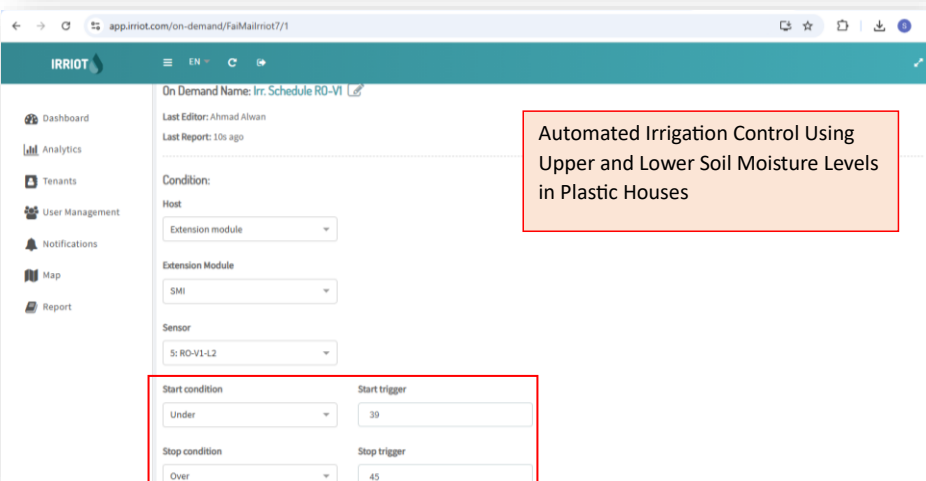 app.irriot.com/on-demand/FaiMaiIrriot7/1
S
IRRIOT
EN
On Demand Name: Irr. Schedule RO-V1
Last Editor: Ahmad Alwan
Last Report: 10s ago
Automated Irrigation Control Using
Upper and Lower Soil Moisture Levels
in Plastic Houses
Dashboard
Analytics
Tenants
User Management
Notifications
Map
Report
Condition:
Host
Extension module
Extension Module
SMI
Sensor
5: RO-V1-L2
Start condition
Start trigger
Under
39
Stop condition
Stop trigger
Over
45